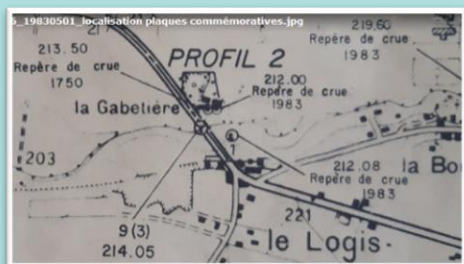 5_19830501_localisation plaques commémoratives.jpg
21
213.50
Repère de crue
1750
PROFIL 2
219.60
Repère de crue
1983
212.00
Repère de crue
1983
la Gabetière
1
203
212.08
Repère de crue
1983
la Bo
9 (3)
214.05
221
le Logis